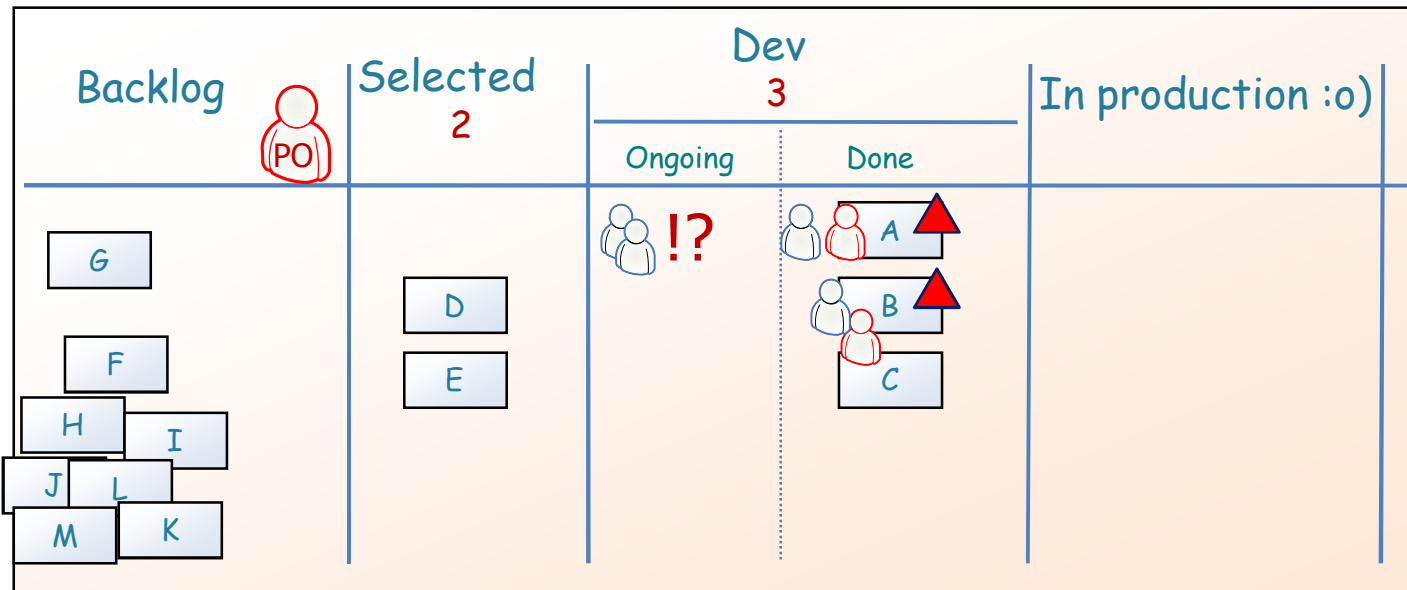 Backlog
PO
Selected
2
Dev
3
In production :o)
Ongoing
Done
!?
A
G
D
B
F
E
C
H
I
J
L
M
K